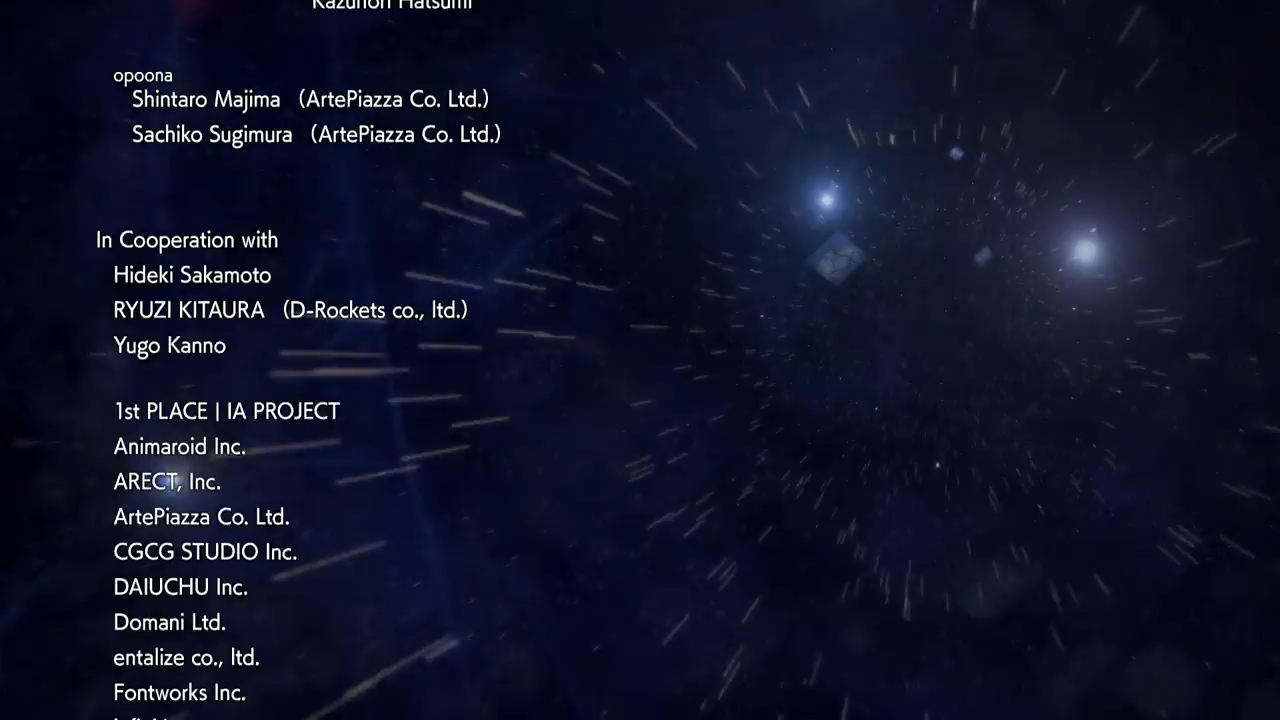 Kazunori Hatsumi
opoona
Shintaro Majima (ArtePiazza Co. Ltd.)
Sachiko Sugimura (ArtePiazza Co. Ltd.)
In Cooperation with
Hideki Sakamoto
RYUZI KITAURA (D-Rockets co., ltd.)
Yugo Kanno
1st PLACE | IA PROJECT
Animaroid Inc.
ARECT, Inc.
ArtePiazza Co. Ltd.
CGCG STUDIO Inc.
DAIUCHU Inc.
Domani Ltd.
entalize co., ltd.
Fontworks Inc.